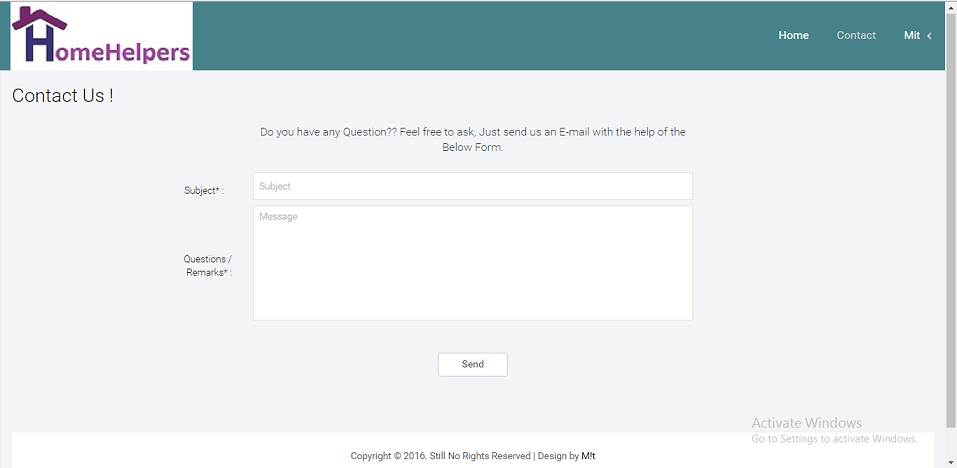 HomeHelpers
Home Contact Mit <
Contact Us !
Do you have any Question?? Feel free to ask, Just send us an E-mail with the help of the
Below Form.
Subject* :
Subject
Message
Questions /
Remarks* :
Send
Activate Windows
Go to Settings to activate Windows.
Copyright © 2016. Still No Rights Reserved | Design by M!t